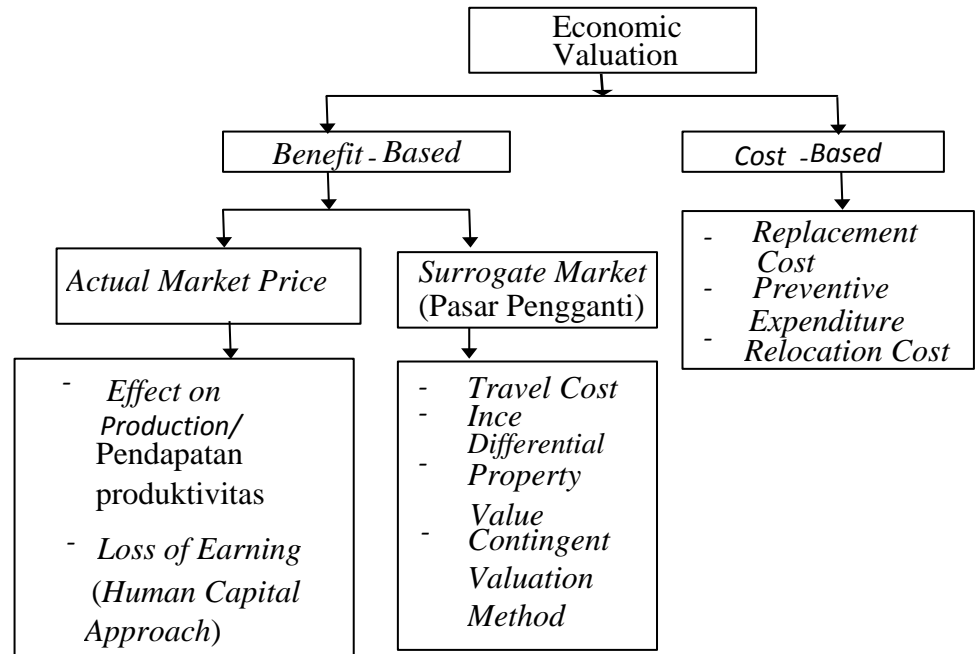 Economic
Valuation
Benefit - Based
Cost - Based
Actual Market Price
Surrogate Market
(Pasar Pengganti)
- Replacement
Cost
- Preventive
Expenditure
- Relocation Cost
- Effect on
Production/
Pendapatan
produktivitas
- Loss of Earning
(Human Capital
Approach)
- Travel Cost
- Ince
Differential
- Property
Value
- Contingent
Valuation
Method